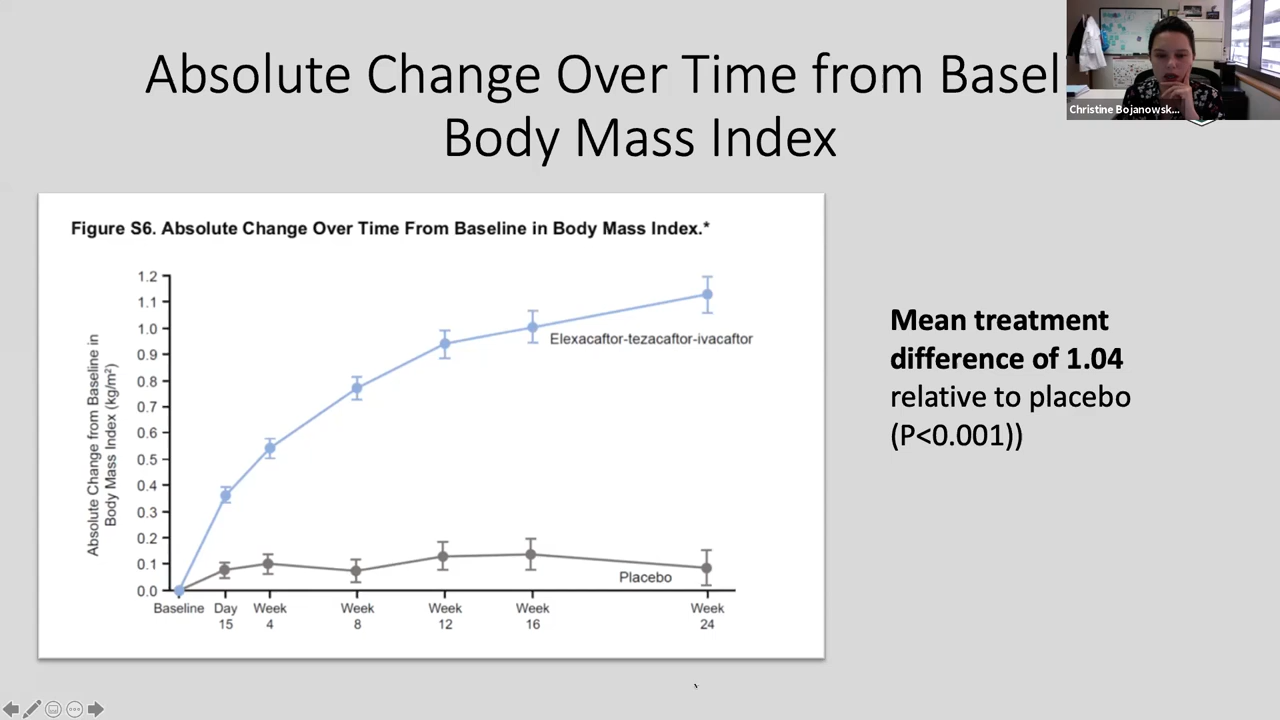 Absolute Change Over Time from Basel
Body Mass Index
Christine Bojanowsk...
Figure S6. Absolute Change Over Time From Baseline in Body Mass Index.*
Absolute Change from Baseline in
Body Mass Index (kg/m²)
1.2
1.1
1.0
0.9
0.8
0.7
0.6
0.5
0.4
0.3
0.2
0.1
0.0
Elexacaftor-tezacaftor-ivacaftor
Placebo
Baseline
Day
15
Week
4
Week
8
Week
12
Week
16
Week
24
Mean treatment
difference of 1.04
relative to placebo
(P<0.001))